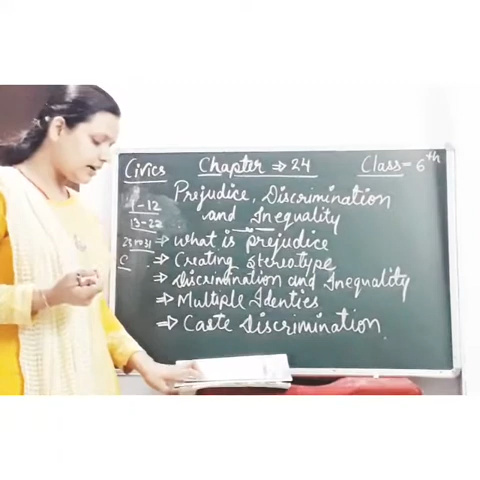 Civics Chapter ⇒ 24 Class = 6th
Prejudice, Discrimination
1-12
and Inequality
13-22
23 to 31 ⇒ What is prejudice
C ⇒ Creating stereotype
⇒ Discrimination and Inequality
⇒ Multiple Identies
⇒ Caste Discrimination